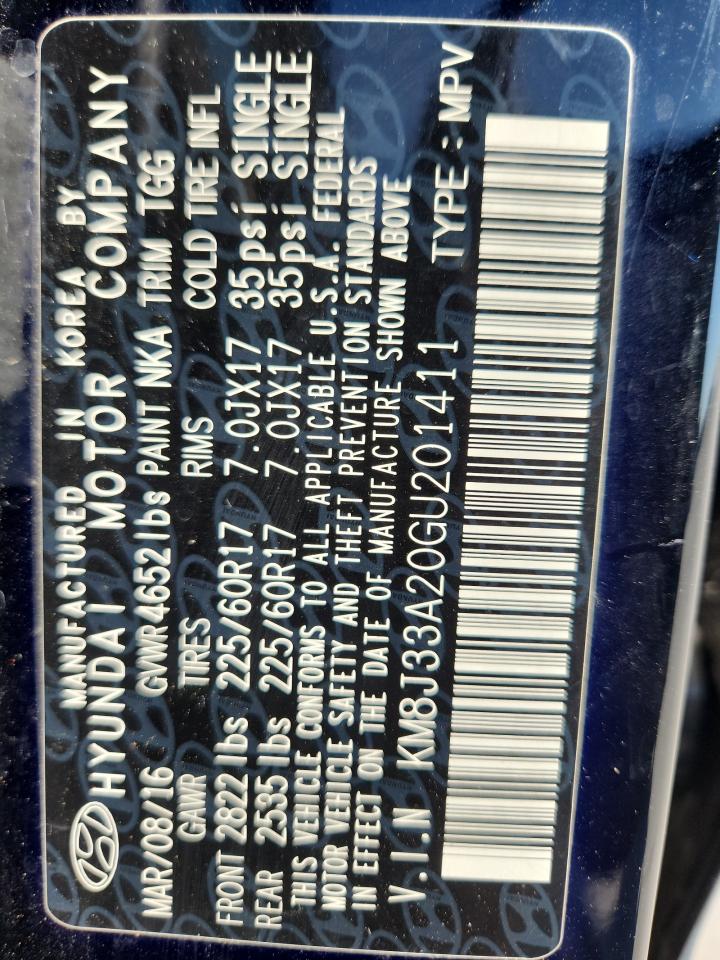 MANUFACTURED IN KOREA BY
HYUNDAI MOTOR COMPANY
MAR/08/16 GVWR 4652lbs PAINT NKA TRIM TGG
GAWR TIRES RIMS COLD TIRE INFL
FRONT 2822 lbs 225/60R17 7.0JX17 35psi SINGLE
REAR 2535 lbs 225/60R17 7.0JX17 35psi SINGLE
THIS VEHICLE CONFORMS TO ALL APPLICABLE U.S.A. FEDERAL
MOTOR VEHICLE SAFETY AND THEFT PREVENTION STANDARDS
IN EFFECT ON THE DATE OF MANUFACTURE SHOWN ABOVE
V.I.N KM8J33A20GU201411 TYPE : MPV